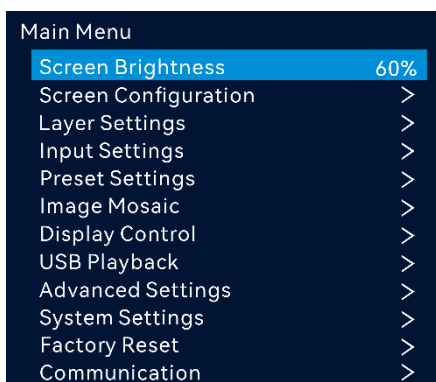 Main Menu
Screen Brightness 60%
Screen Configuration >
Layer Settings >
Input Settings >
Preset Settings >
Image Mosaic >
Display Control >
USB Playback >
Advanced Settings >
System Settings >
Factory Reset >
Communication >